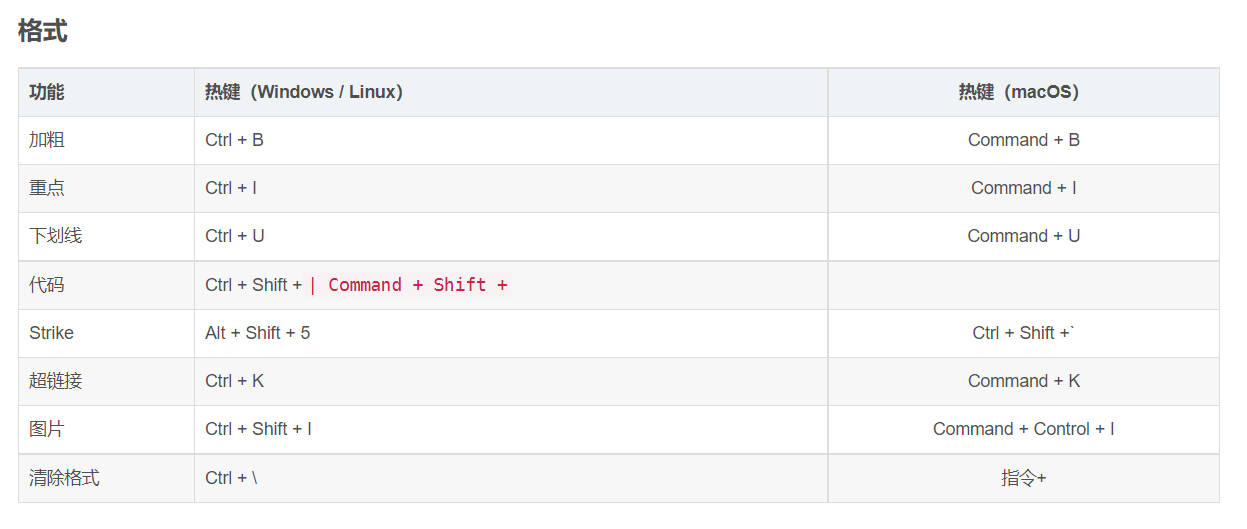 格式
功能 热键（Windows / Linux） 热键（macOS）
加粗 Ctrl + B Command + B
重点 Ctrl + I Command + I
下划线 Ctrl + U Command + U
代码 Ctrl + Shift + | Command + Shift +
Strike Alt + Shift + 5 Ctrl + Shift +`
超链接 Ctrl + K Command + K
图片 Ctrl + Shift + I Command + Control + I
清除格式 Ctrl + \ 指令+